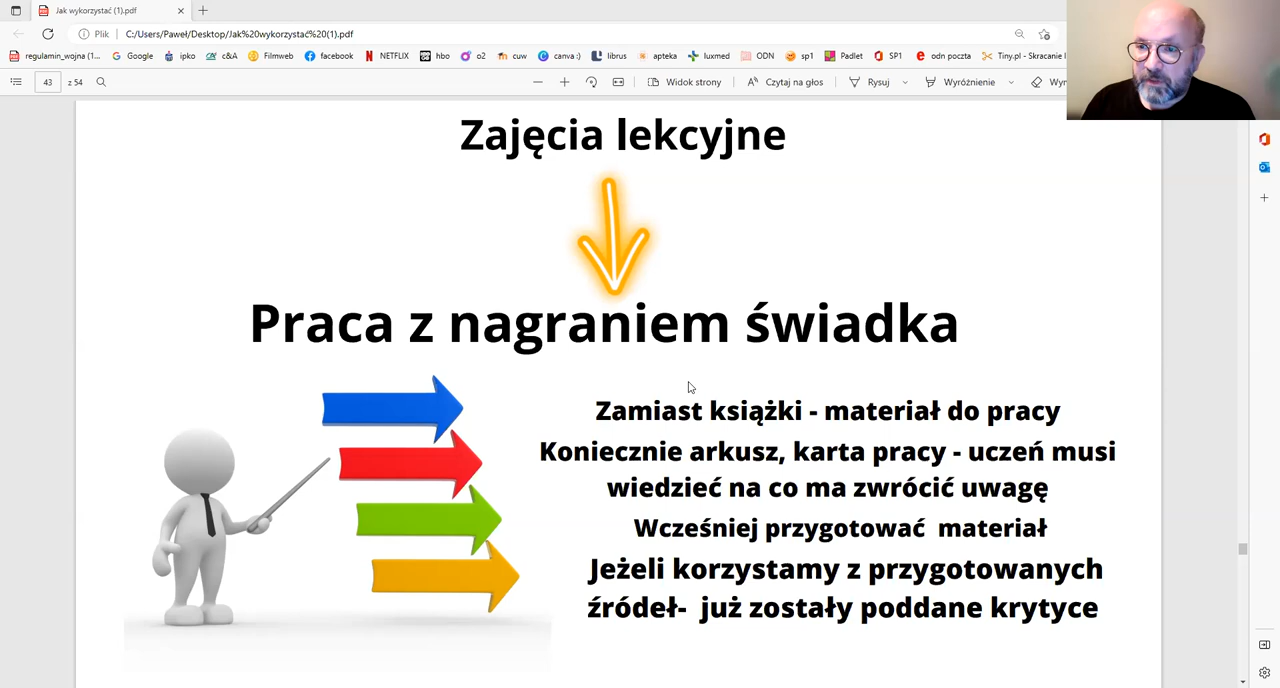 Jak wykorzystać (1).pdf
Plik
C:/Users/Paweł/Desktop/Jak%20wykorzystać%20(1).pdf
regulamin_wojna (1...
Google
ipko
c&A
Filmweb
facebook
NETFLIX
hbo
o2
cuw
canva :)
librus
apteka
luxmed
ODN
sp1
Padlet
SP1
odn poczta
Tiny.pl - Skracanie l
43 z 54
Widok strony
Czytaj na głos
Rysuj
Wyróżnienie
Wyr
Zajęcia lekcyjne
Praca z nagraniem świadka
Zamiast książki - materiał do pracy
Koniecznie arkusz, karta pracy - uczeń musi
wiedzieć na co ma zwrócić uwagę
Wcześniej przygotować materiał
Jeżeli korzystamy z przygotowanych
źródeł- już zostały poddane krytyce